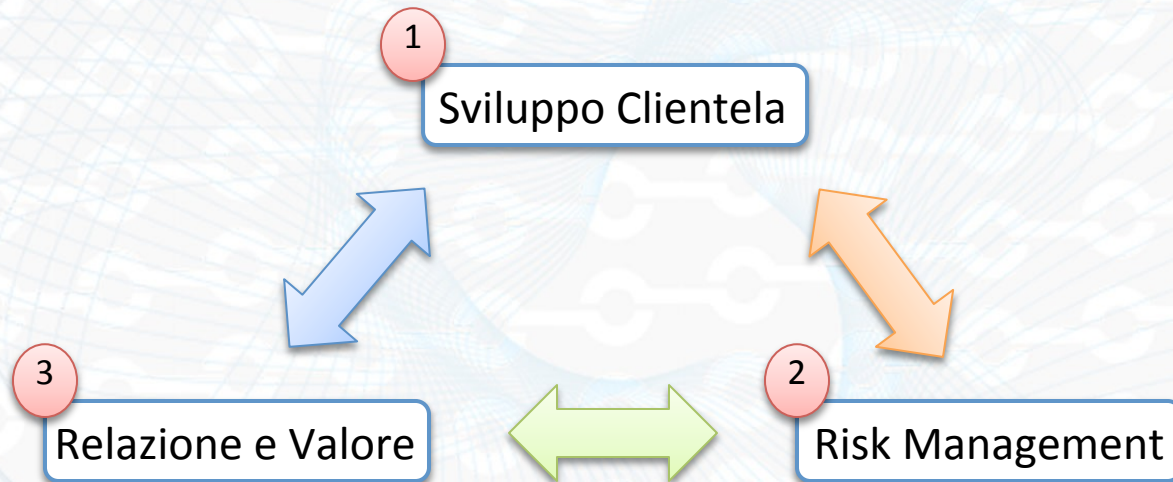 1
Sviluppo Clientela
3
Relazione e Valore
2
Risk Management